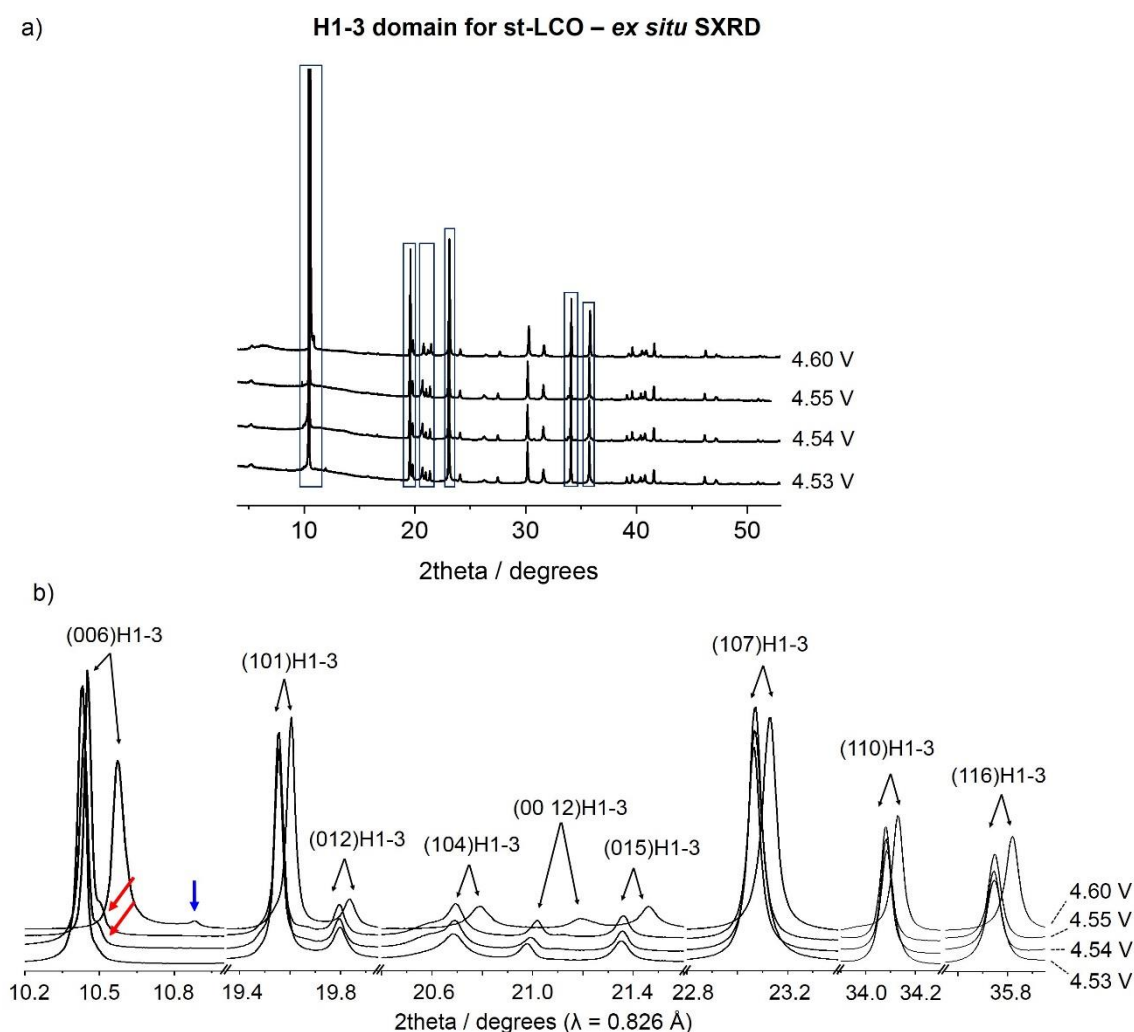 a)
H1-3 domain for st-LCO – ex situ SXRD
4.60 V
4.55 V
4.54 V
4.53 V
10 20 30 40 50
2theta / degrees
b)
(006)H1-3
(101)H1-3
(012)H1-3
(104)H1-3
(00 12)H1-3
(015)H1-3
(107)H1-3
(110)H1-3
(116)H1-3
4.60 V
4.55 V
4.54 V
4.53 V
10.2 10.5 10.8 19.4 19.8 20.6 21.0 21.4 22.8 23.2 34.0 34.2 35.8
2theta / degrees (λ = 0.826 Å)